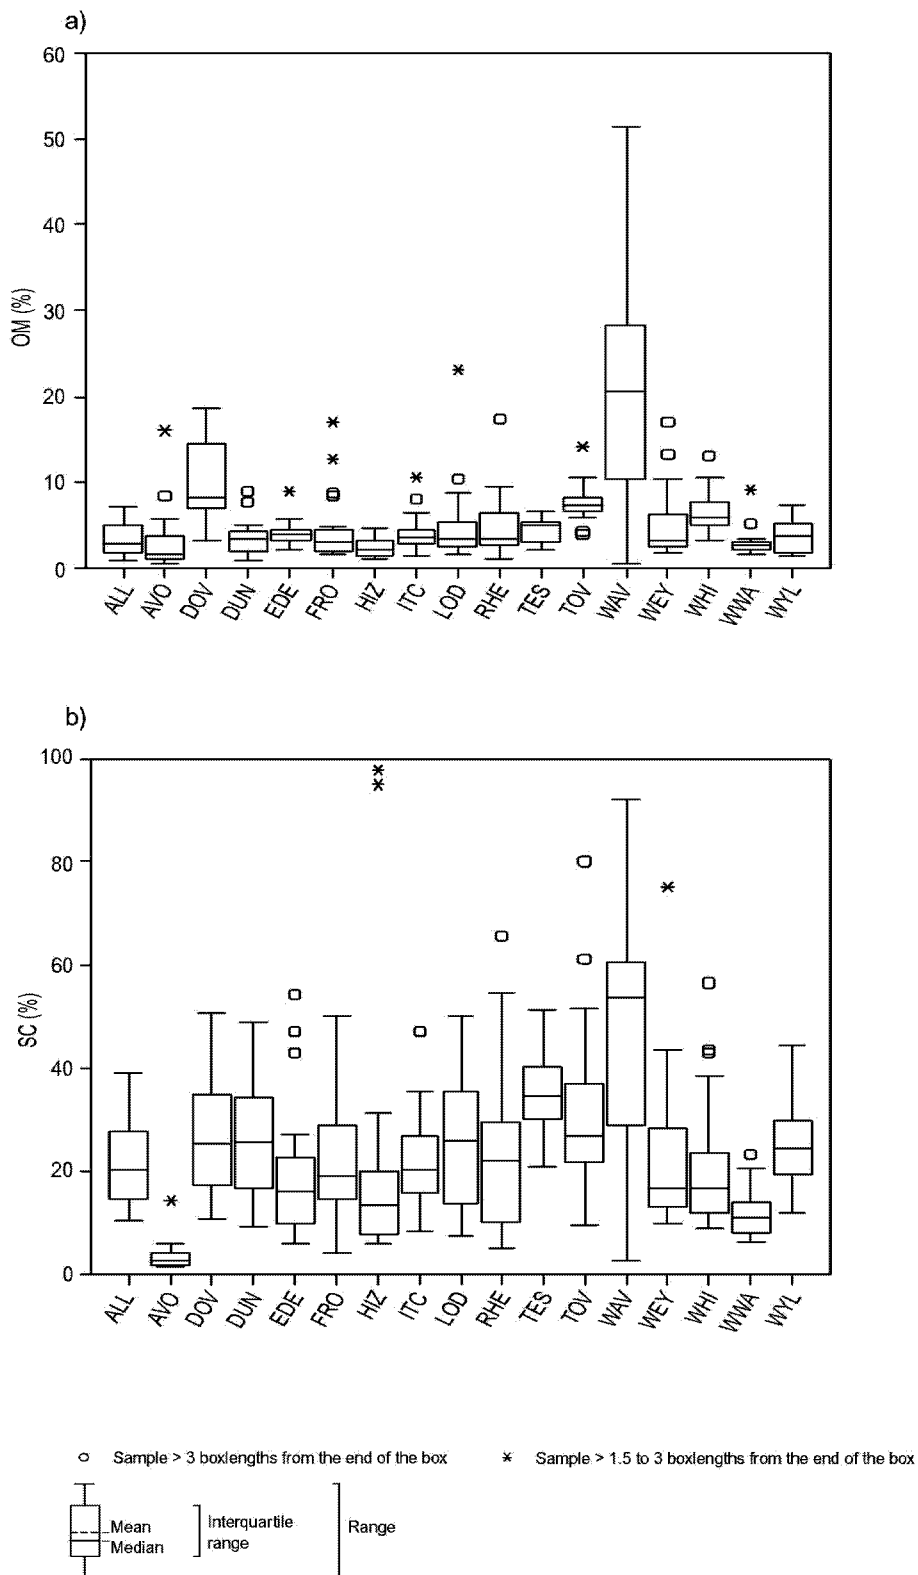 a)
60
50
40
30
20
10
0
OM (%)
ALL AVO DOV DUN EDE FRO HIZ ITC LOD RHE TES TOV WAV WEY WHI WWA WYL
b)
100
80
60
40
20
0
SC (%)
ALL AVO DOV DUN EDE FRO HIZ ITC LOD RHE TES TOV WAV WEY WHI WWA WYL
Sample > 3 boxlengths from the end of the box
Sample > 1.5 to 3 boxlengths from the end of the box
Mean
Median
Interquartile
range
Range